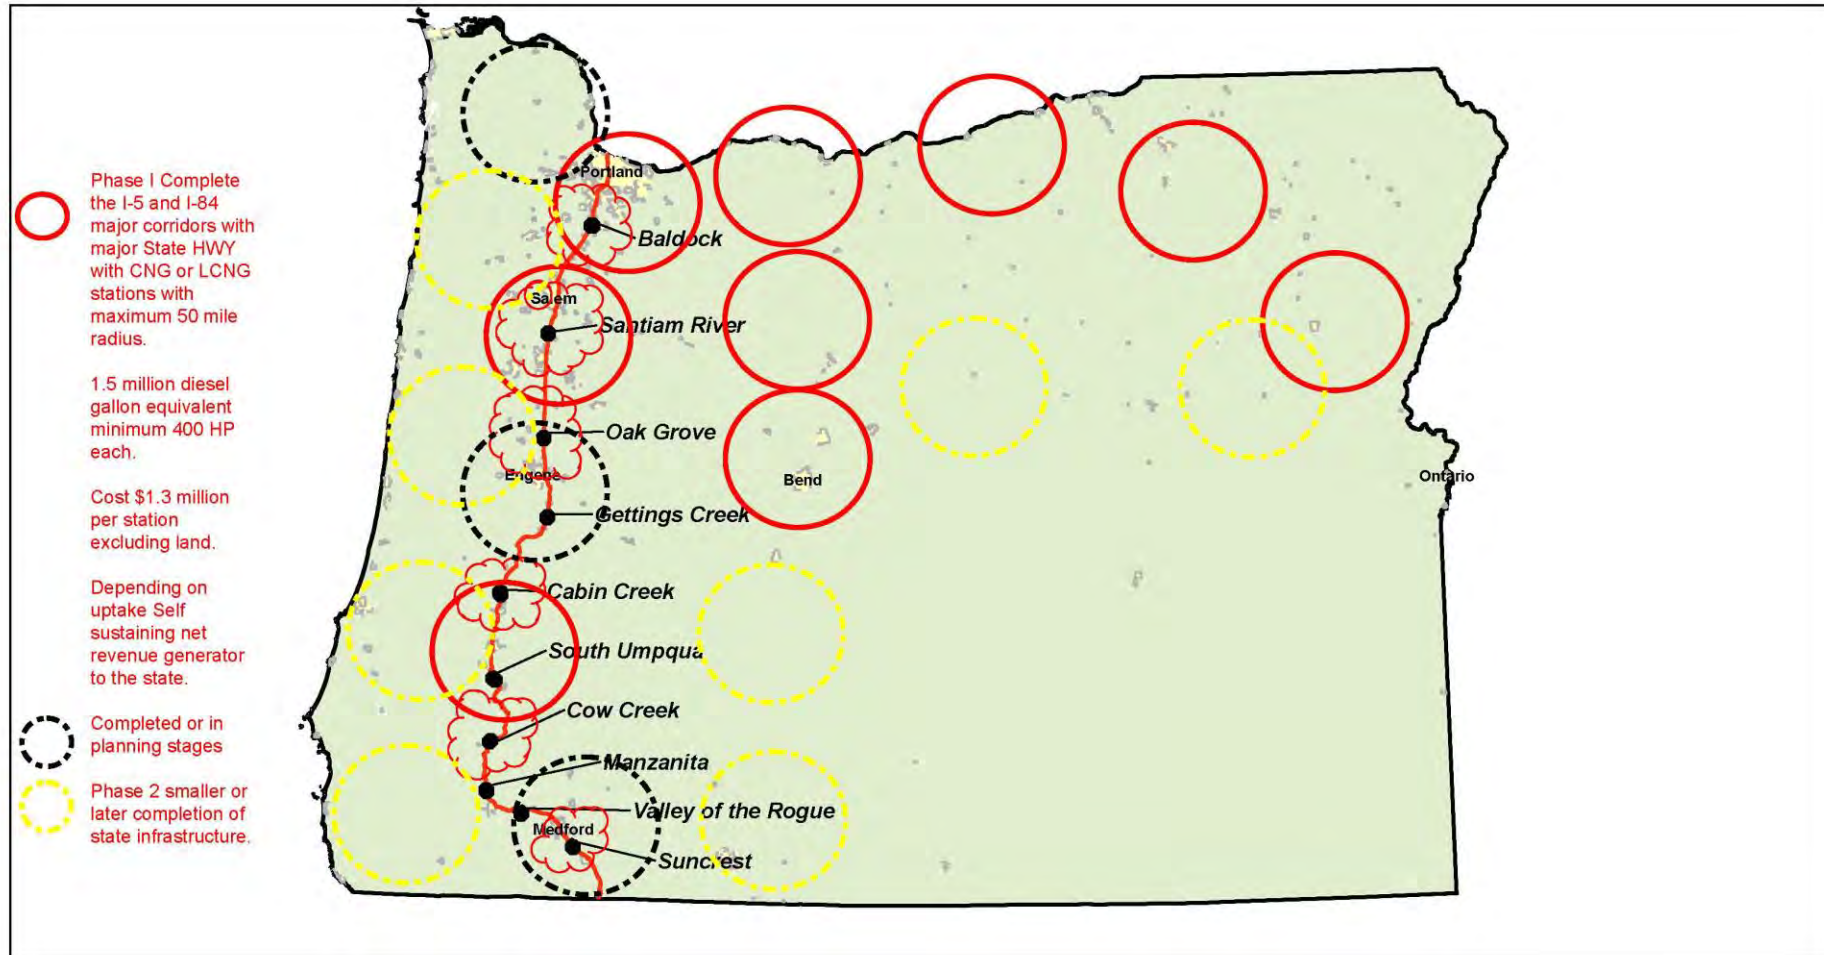 Phase I Complete
the I-5 and I-84
major corridors with
major State HWY
with CNG or LCNG
stations with
maximum 50 mile
radius.
1.5 million diesel
gallon equivalent
minimum 400 HP
each.
Cost $1.3 million
per station
excluding land.
Depending on
uptake Self
sustaining net
revenue generator
to the state.
Completed or in
planning stages
Phase 2 smaller or
later completion of
state infrastructure.
Portland
Baldock
Salem
Santiam River
Oak Grove
Eugene
Bend
Ontario
Gettings Creek
Cabin Creek
South Umpqua
Cow Creek
Manzanita
Valley of the Rogue
Medford
Suncrest